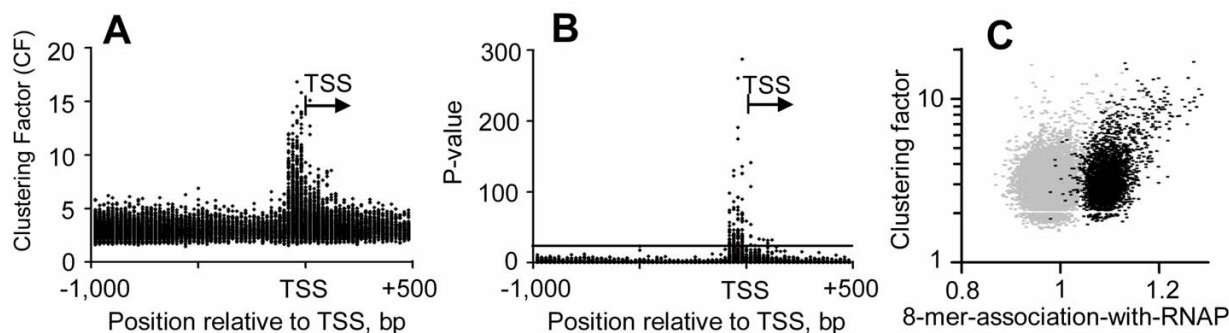 A
Clustering Factor (CF)
20
15
10
5
0
TSS
-1,000
TSS
+500
Position relative to TSS, bp
B
P-value
300
200
100
0
TSS
-1,000
TSS
+500
Position relative to TSS, bp
C
Clustering factor
10
1
0.8
1
1.2
8-mer-association-with-RNAP